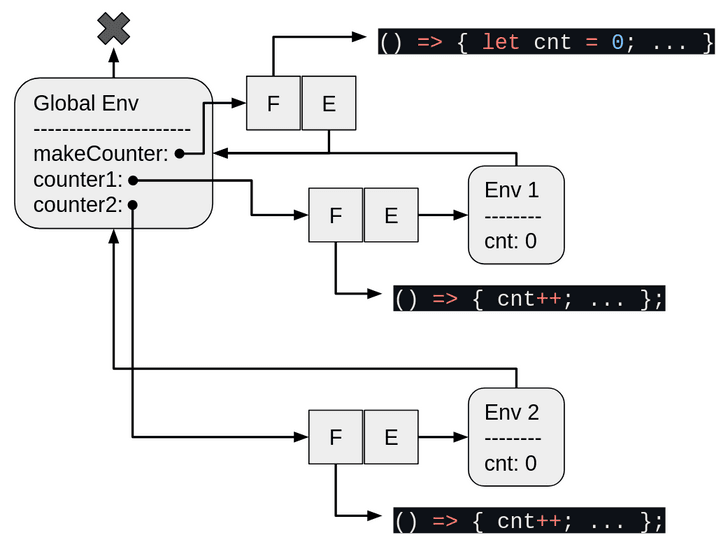 () => { let cnt = 0; ... }
Global Env
----------------------
F E
makeCounter:
counter1:
counter2:
Env 1
--------
cnt: 0
F E
() => { cnt++; ... };
Env 2
--------
cnt: 0
F E
() => { cnt++; ... };